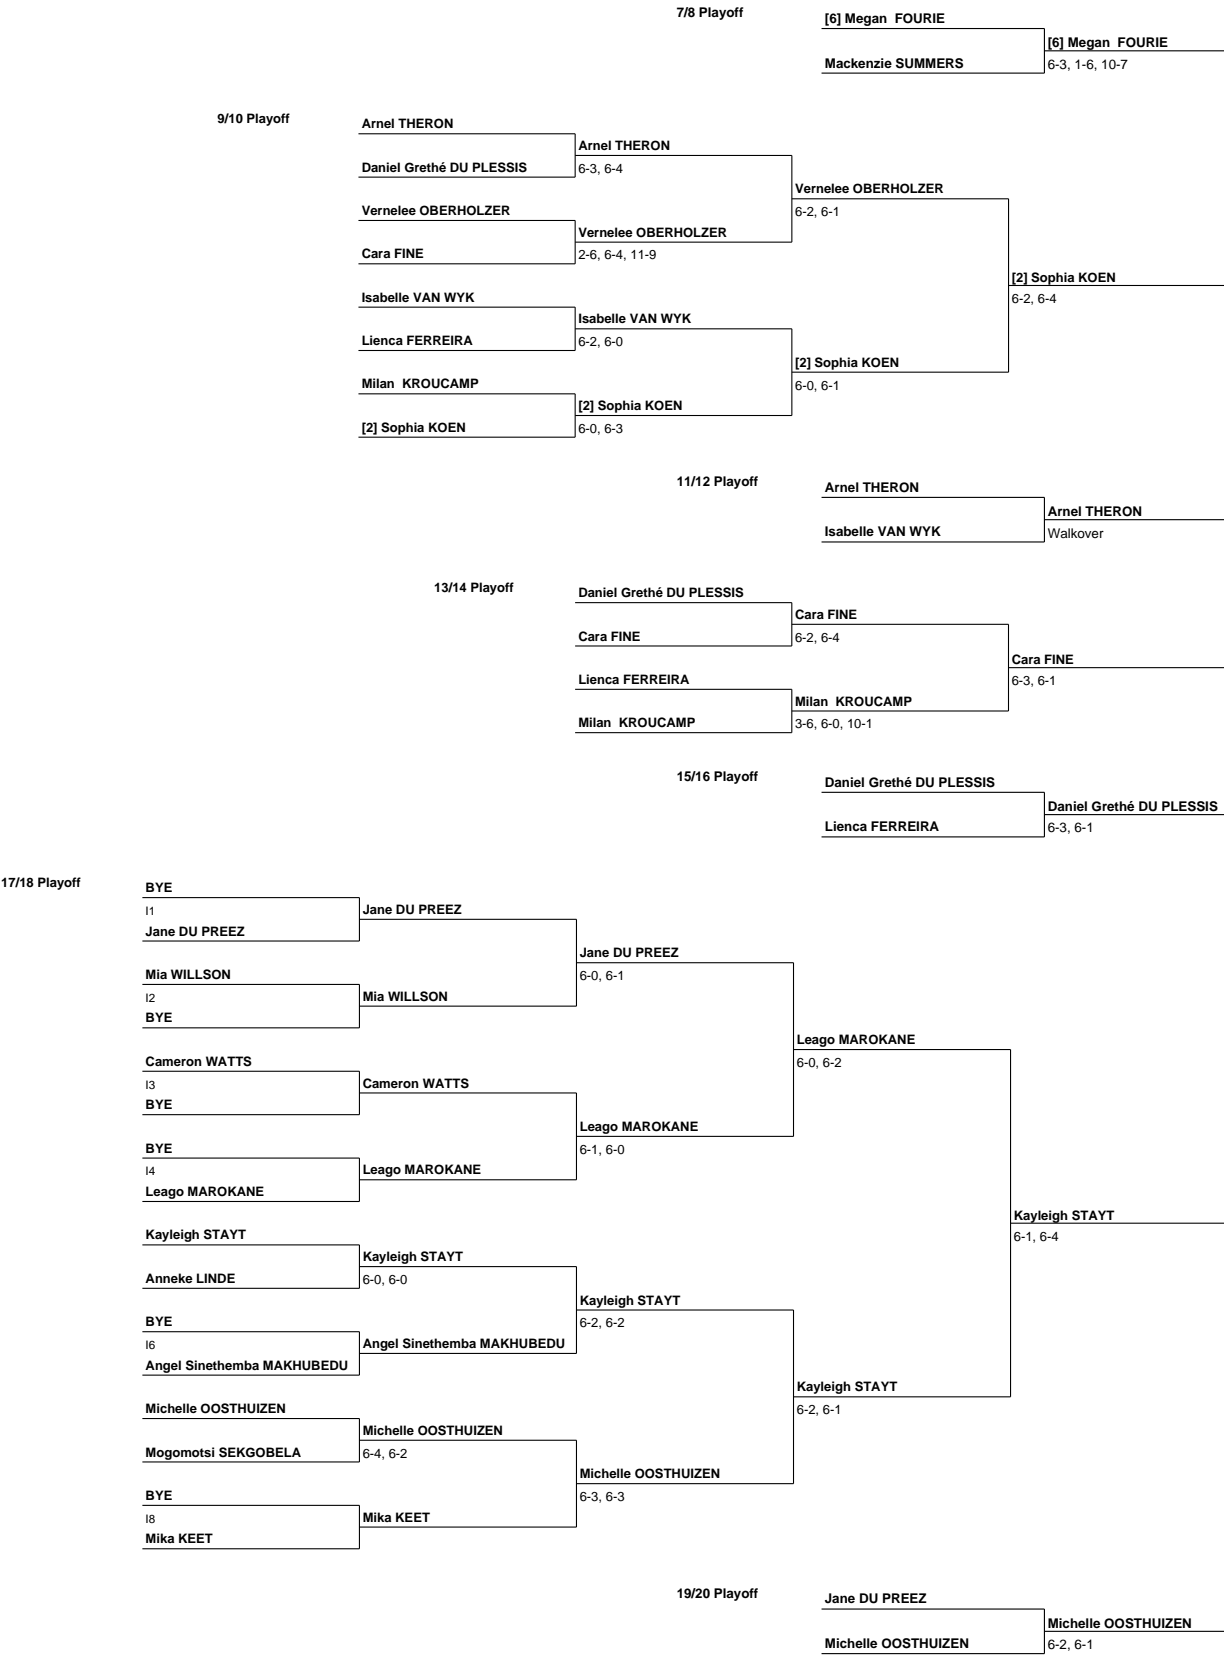 7/8 Playoff
[6] Megan  FOURIE
[6] Megan  FOURIE
Mackenzie SUMMERS
6-3, 1-6, 10-7
9/10 Playoff
Arnel THERON
Arnel THERON
Daniel Grethé DU PLESSIS
6-3, 6-4
Vernelee OBERHOLZER
6-2, 6-1
Vernelee OBERHOLZER
Vernelee OBERHOLZER
Cara FINE
2-6, 6-4, 11-9
[2] Sophia KOEN
6-2, 6-4
Isabelle VAN WYK
Isabelle VAN WYK
Lienca FERREIRA
6-2, 6-0
[2] Sophia KOEN
6-0, 6-1
Milan  KROUCAMP
[2] Sophia KOEN
[2] Sophia KOEN
6-0, 6-3
11/12 Playoff
Arnel THERON
Arnel THERON
Isabelle VAN WYK
Walkover
13/14 Playoff
Daniel Grethé DU PLESSIS
Cara FINE
Cara FINE
6-2, 6-4
Cara FINE
6-3, 6-1
Lienca FERREIRA
Milan  KROUCAMP
Milan  KROUCAMP
3-6, 6-0, 10-1
15/16 Playoff
Daniel Grethé DU PLESSIS
Daniel Grethé DU PLESSIS
Lienca FERREIRA
6-3, 6-1
17/18 Playoff
BYE
I1
Jane DU PREEZ
Jane DU PREEZ
Jane DU PREEZ
6-0, 6-1
Mia WILLSON
I2
Mia WILLSON
BYE
Leago MAROKANE
6-0, 6-2
Cameron WATTS
I3
Cameron WATTS
BYE
Leago MAROKANE
6-1, 6-0
BYE
I4
Leago MAROKANE
Leago MAROKANE
Kayleigh STAYT
6-1, 6-4
Kayleigh STAYT
Kayleigh STAYT
Anneke LINDE
6-0, 6-0
Kayleigh STAYT
6-2, 6-2
BYE
I6
Angel Sinethemba MAKHUBEDU
Angel Sinethemba MAKHUBEDU
Kayleigh STAYT
6-2, 6-1
Michelle OOSTHUIZEN
Michelle OOSTHUIZEN
Mogomotsi SEKGOBELA
6-4, 6-2
Michelle OOSTHUIZEN
6-3, 6-3
BYE
I8
Mika KEET
Mika KEET
19/20 Playoff
Jane DU PREEZ
Michelle OOSTHUIZEN
Michelle OOSTHUIZEN
6-2, 6-1